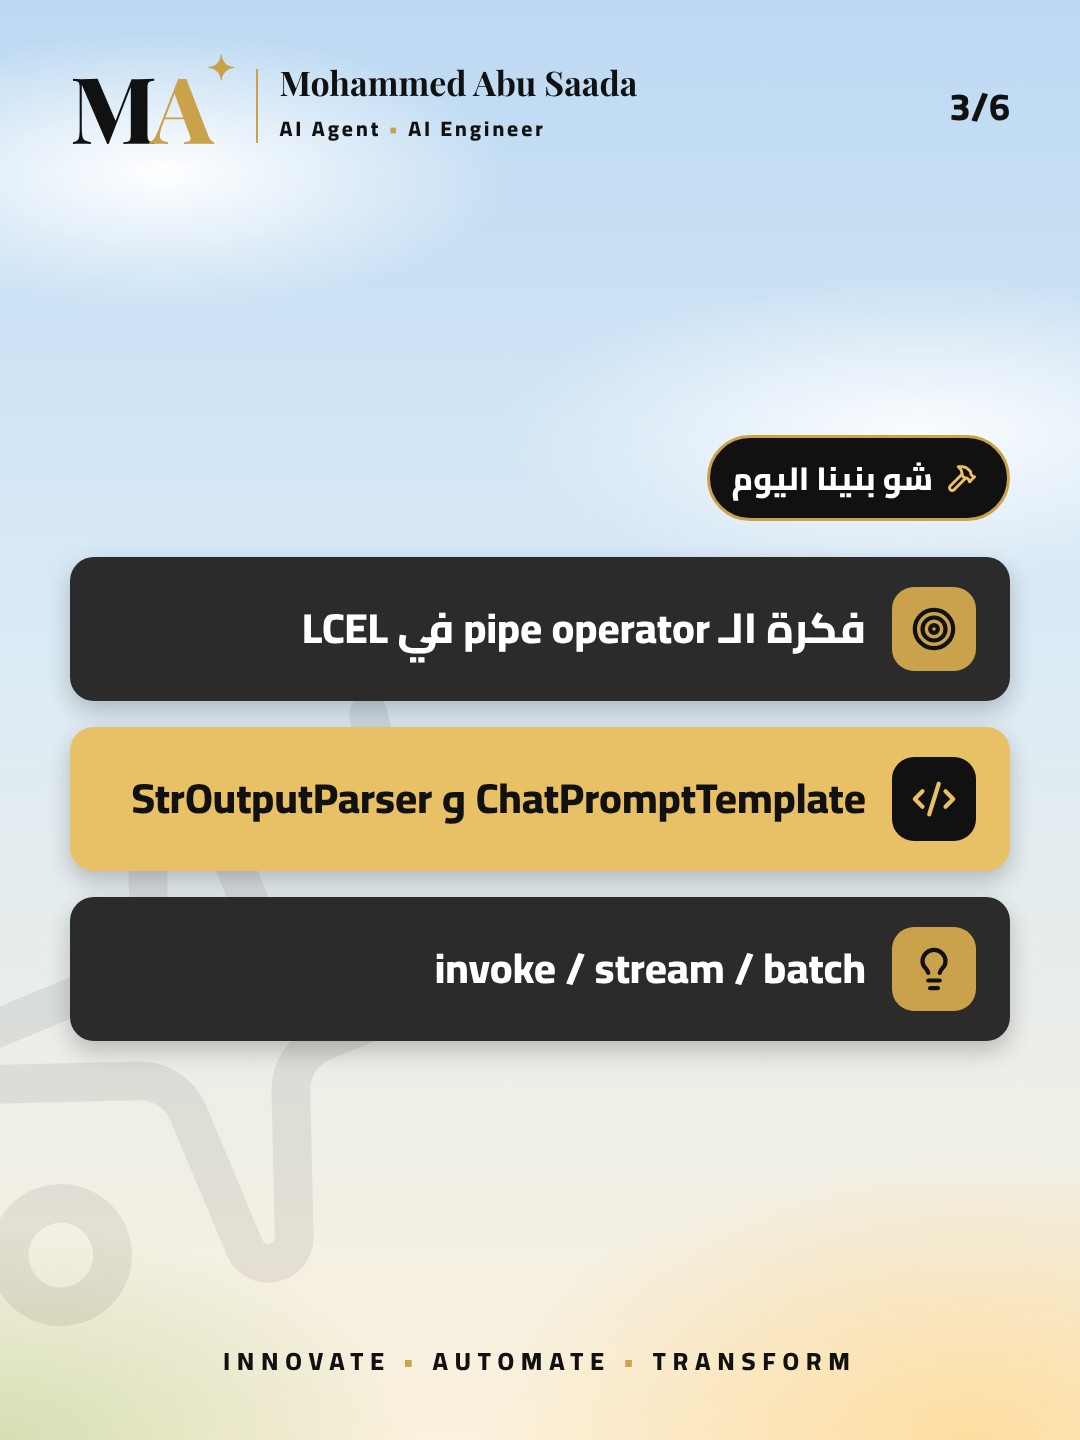 MA
Mohammed Abu Saada
AI Agent ▪ AI Engineer
3/6
شو بنينا اليوم
فكرة الـ pipe operator في LCEL
ChatPromptTemplate و StrOutputParser
invoke / stream / batch
INNOVATE ▪ AUTOMATE ▪ TRANSFORM